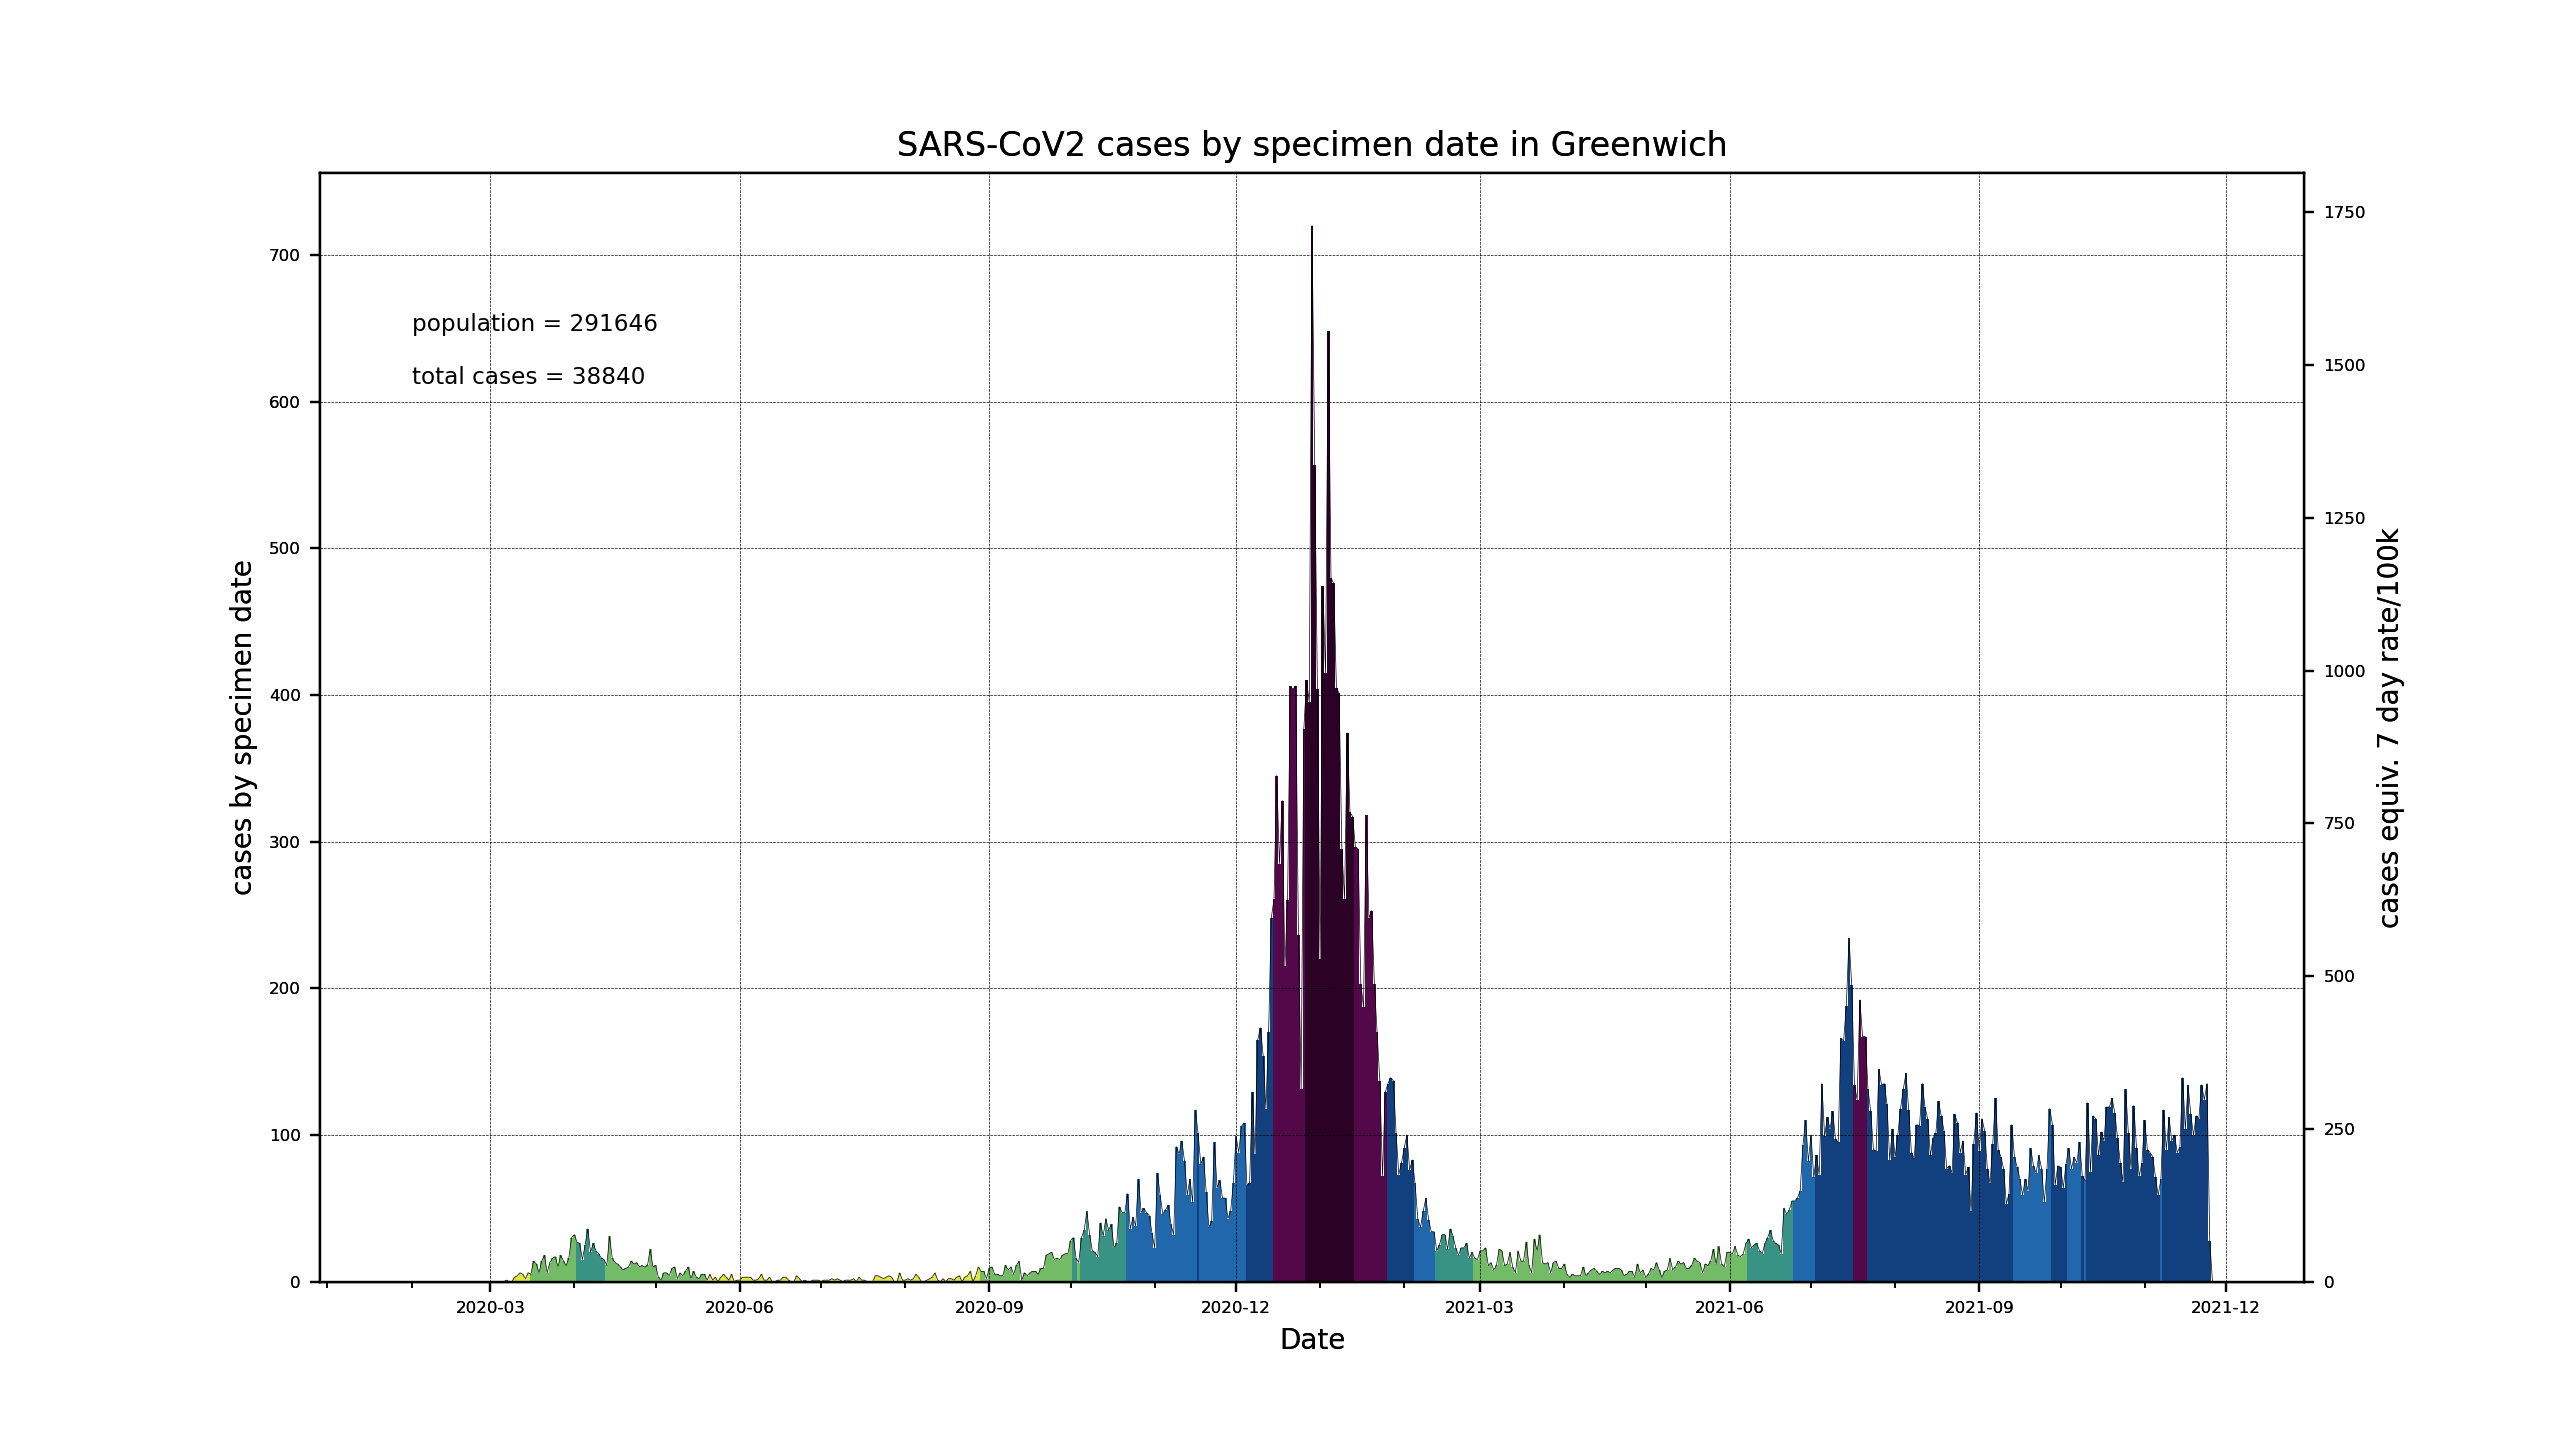 SARS-CoV2 cases by specimen date in Greenwich
population = 291646
total cases = 38840
cases by specimen date
700
600
500
400
300
200
100
0
1750
1500
1250
1000
750
500
250
0
cases equiv. 7 day rate/100k
2020-03 2020-06 2020-09 2020-12 2021-03 2021-06 2021-09 2021-12
Date